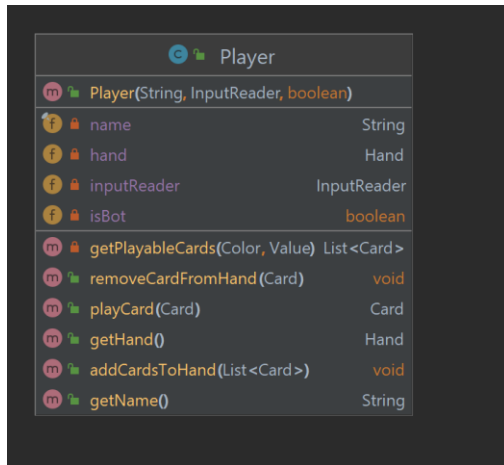 Player
Player(String, InputReader, boolean)
name String
hand Hand
inputReader InputReader
isBot boolean
getPlayableCards(Color, Value) List<Card>
removeCardFromHand(Card) void
playCard(Card) Card
getHand() Hand
addCardsToHand(List<Card>) void
getName() String